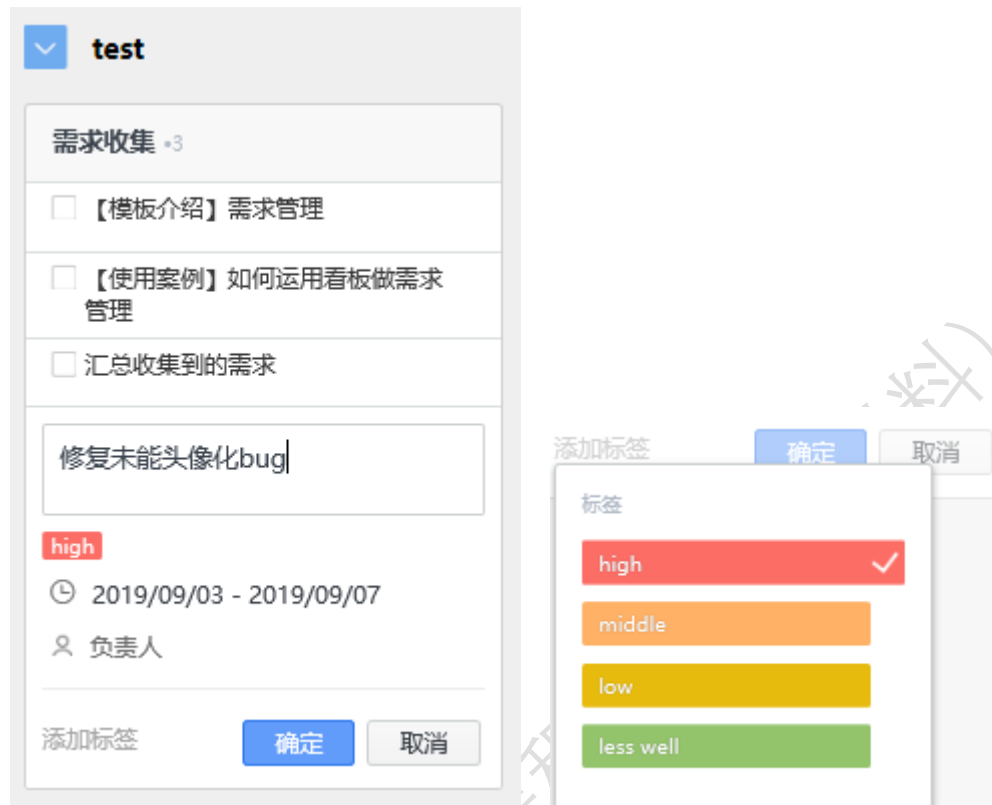 test
需求收集 •3
【模板介绍】需求管理
【使用案例】如何运用看板做需求
管理
汇总收集到的需求
修复未能头像化bug
high
2019/09/03 - 2019/09/07
负责人
添加标签 确定 取消
添加标签 确定 取消
标签
high
middle
low
less well
料）